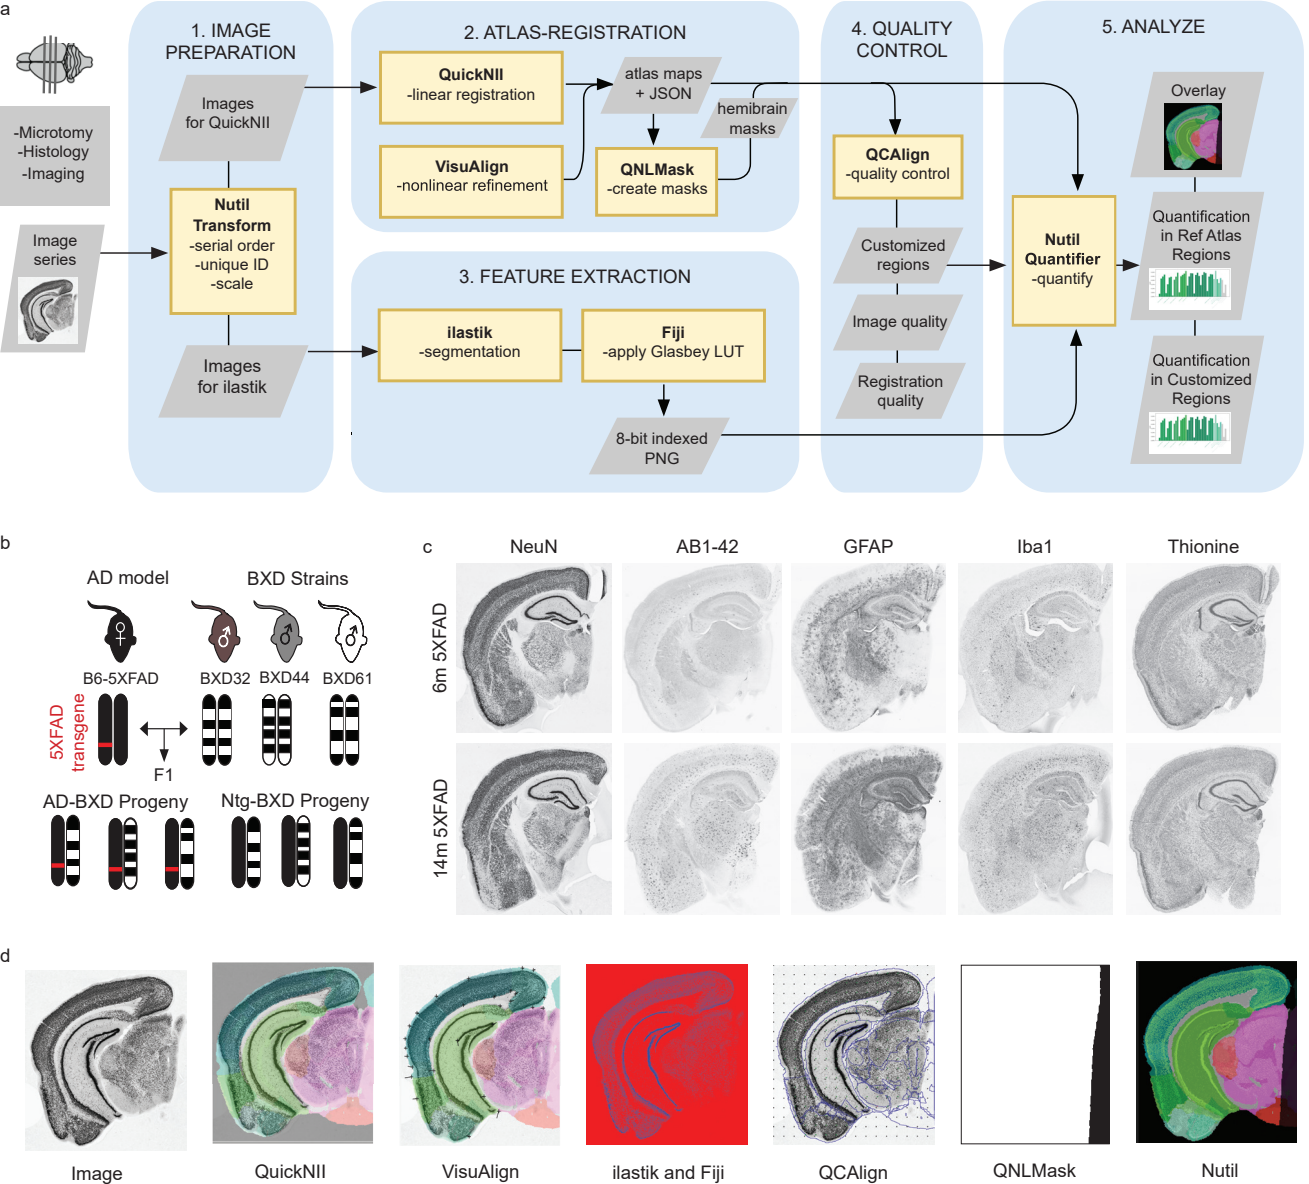 a
1. IMAGE
PREPARATION
2. ATLAS-REGISTRATION
4. QUALITY
CONTROL
5. ANALYZE
-Microtomy
-Histology
-Imaging
Image
series
Images
for QuickNII
Nutil
Transform
-serial order
-unique ID
-scale
Images
for ilastik
QuickNII
-linear registration
VisuAlign
-nonlinear refinement
atlas maps
+ JSON
hemibrain
masks
QNLMask
-create masks
3. FEATURE EXTRACTION
ilastik
-segmentation
Fiji
-apply Glasbey LUT
8-bit indexed
PNG
QCAlign
-quality control
Customized
regions
Image quality
Registration
quality
Nutil
Quantifier
-quantify
Overlay
Quantification
in Ref Atlas
Regions
Quantification
in Customized
Regions
b
AD model
BXD Strains
B6-5XFAD
BXD32
BXD44
BXD61
5XFAD
transgene
F1
AD-BXD Progeny
Ntg-BXD Progeny
c
NeuN
AB1-42
GFAP
Iba1
Thionine
6m 5XFAD
14m 5XFAD
d
Image
QuickNII
VisuAlign
ilastik and Fiji
QCAlign
QNLMask
Nutil